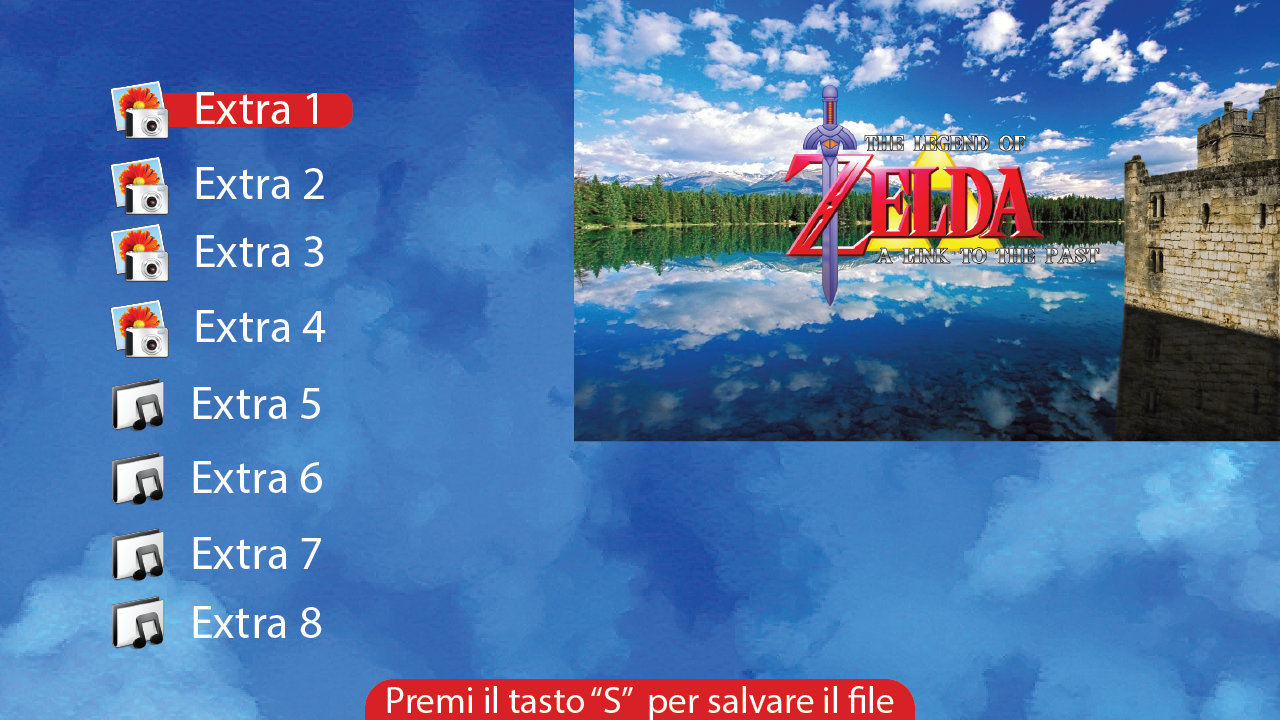 Extra 1
Extra 2
Extra 3
Extra 4
Extra 5
Extra 6
Extra 7
Extra 8
THE LEGEND OF
ZELDA
A LINK TO THE PAST
Premi il tasto “S” per salvare il file